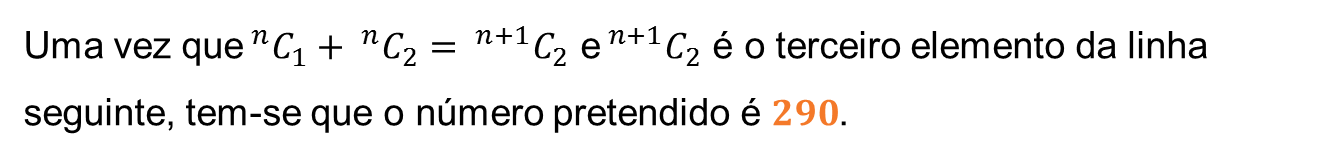 Uma vez que ⁿC₁ + ⁿC₂ = ⁿ⁺¹C₂ e ⁿ⁺¹C₂ é o terceiro elemento da linha
seguinte, tem-se que o número pretendido é 290.